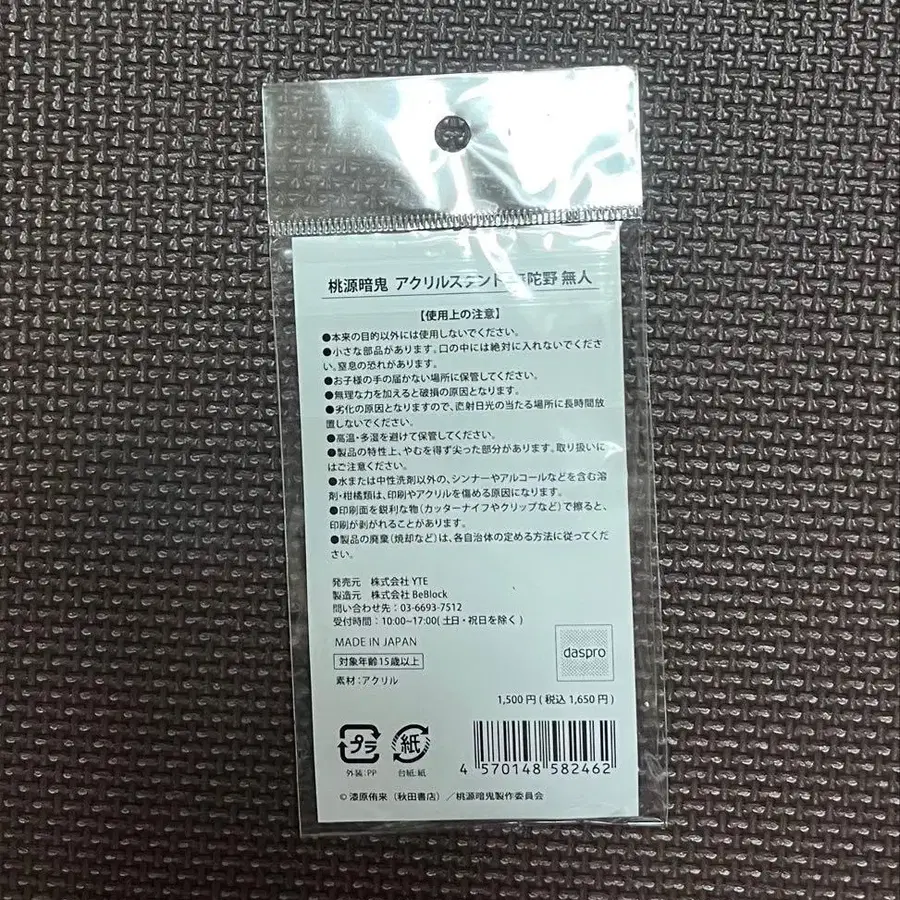 桃源暗鬼 アクリルスタンド 無陀野 無人
【使用上の注意】
●本来の目的以外には使用しないでください。
●小さな部品があります。口の中には絶対に入れないでくださ
い。窒息の恐れがあります。
●お子様の手の届かない場所に保管してください。
●無理な力を加えると破損の原因となります。
●劣化の原因となりますので、直射日光の当たる場所に長時間放
置しないでください。
●高温・多湿を避けて保管してください。
●製品の特性上、やむを得ず尖った部分があります。取り扱いに
はご注意ください。
●水または中性洗剤以外の、シンナーやアルコールなどを含む溶
剤・柑橘類は、印刷やアクリルを傷める原因になります。
●印刷面を鋭利な物(カッターナイフやクリップなど)で擦ると、
印刷が剥がれることがあります。
●製品の廃棄(焼却など)は、各自治体の定める方法に従ってくだ
さい。
発売元 株式会社 YTE
製造元 株式会社 BeBlock
問い合わせ先:03-6693-7512
受付時間:10:00~17:00(土日・祝日を除く)
MADE IN JAPAN
対象年齢15歳以上
素材:アクリル
daspro
1,500円(税込 1,650円)
プラ
外装:PP
紙
台紙:紙
4 570148 582462
© 漆原侑来(秋田書店)/桃源暗鬼製作委員会